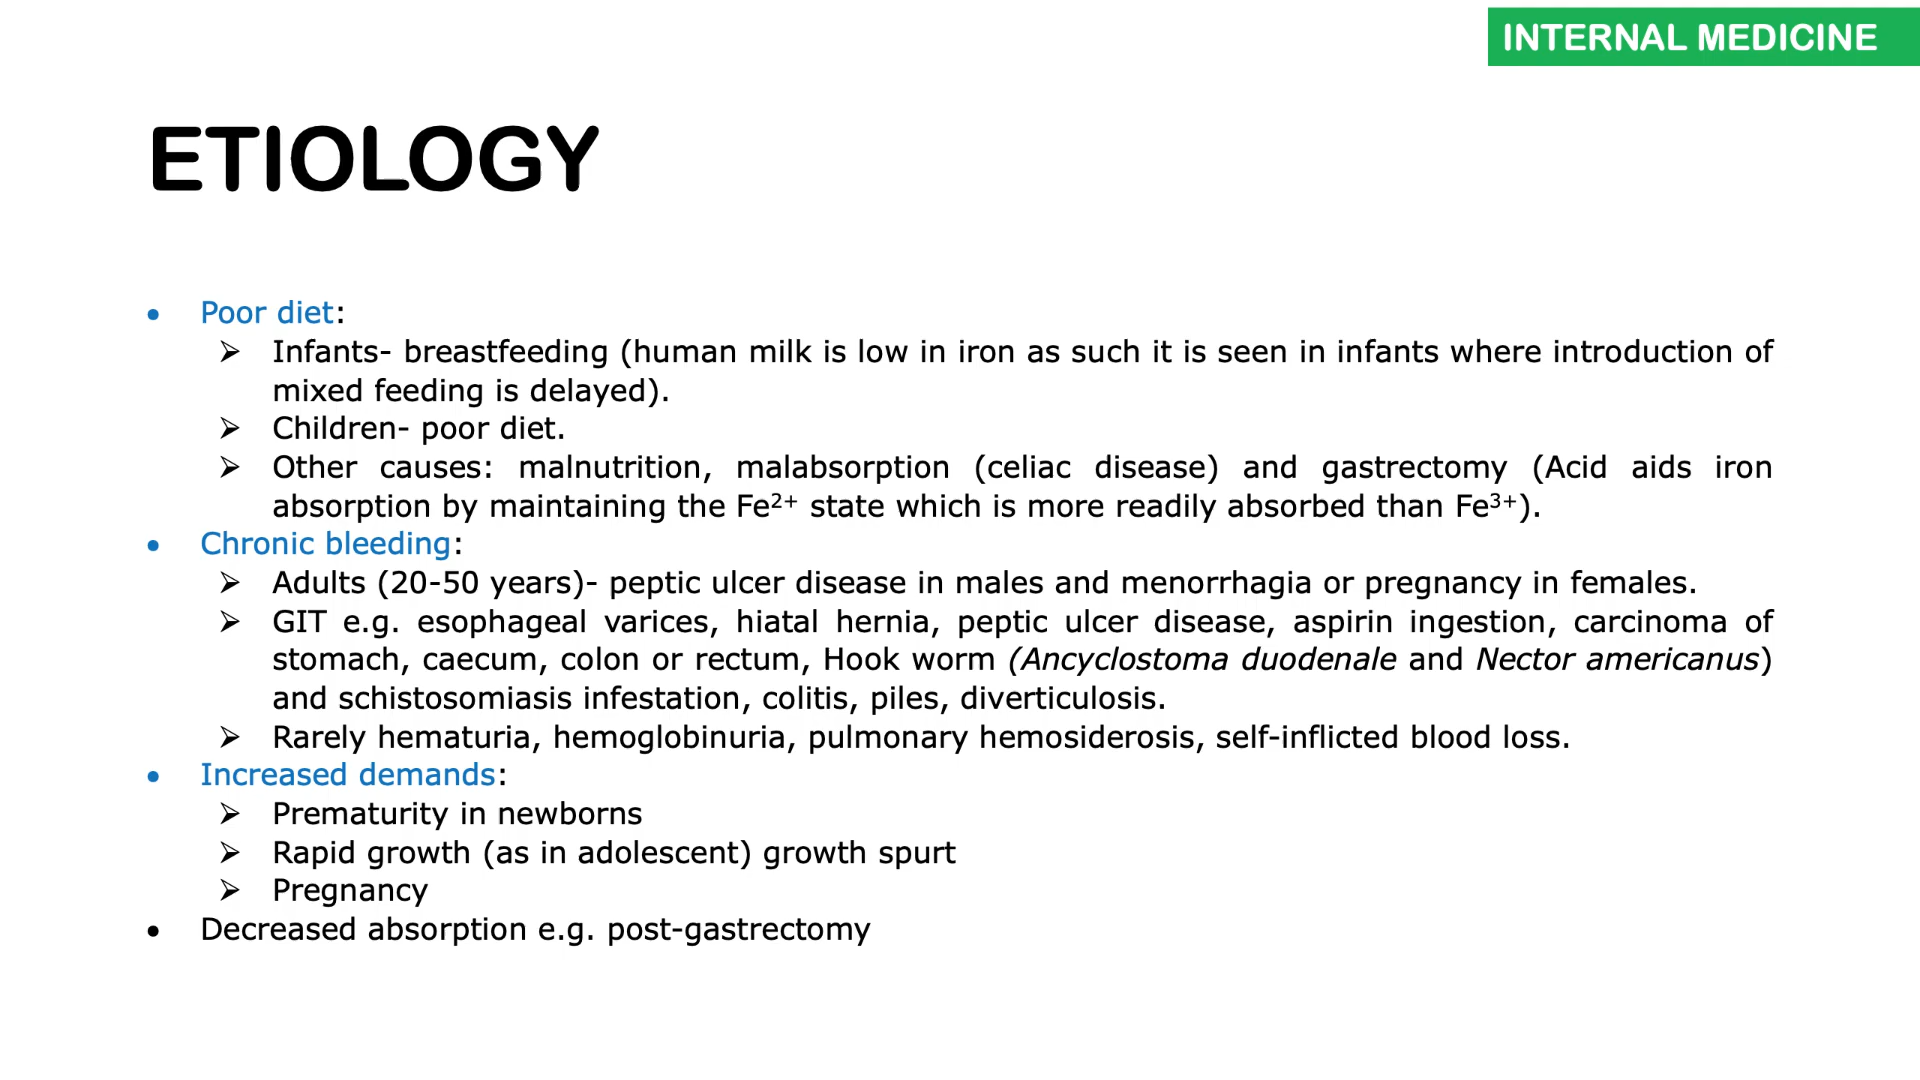 INTERNAL MEDICINE
ETIOLOGY
• Poor diet:
➢ Infants- breastfeeding (human milk is low in iron as such it is seen in infants where introduction of
mixed feeding is delayed).
➢ Children- poor diet.
➢ Other causes: malnutrition, malabsorption (celiac disease) and gastrectomy (Acid aids iron
absorption by maintaining the Fe²⁺ state which is more readily absorbed than Fe³⁺).
• Chronic bleeding:
➢ Adults (20-50 years)- peptic ulcer disease in males and menorrhagia or pregnancy in females.
➢ GIT e.g. esophageal varices, hiatal hernia, peptic ulcer disease, aspirin ingestion, carcinoma of
stomach, caecum, colon or rectum, Hook worm (Ancyclostoma duodenale and Nector americanus)
and schistosomiasis infestation, colitis, piles, diverticulosis.
➢ Rarely hematuria, hemoglobinuria, pulmonary hemosiderosis, self-inflicted blood loss.
• Increased demands:
➢ Prematurity in newborns
➢ Rapid growth (as in adolescent) growth spurt
➢ Pregnancy
• Decreased absorption e.g. post-gastrectomy